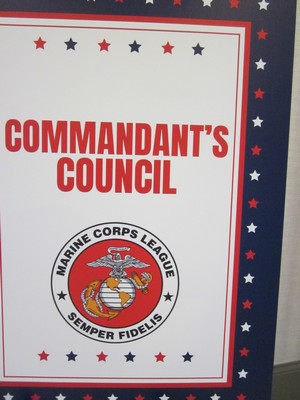 COMMANDANT'S
COUNCIL
MARINE CORPS LEAGUE
SEMPER FIDELIS